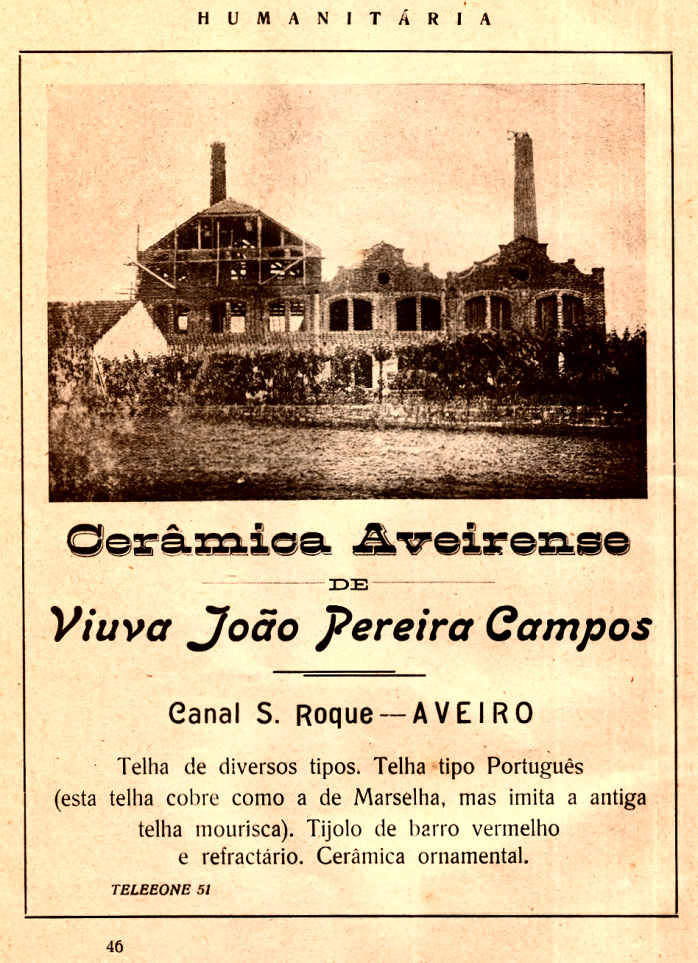 HUMANITÁRIA
Cerâmica Aveirense
DE
Viuva João Pereira Campos
Canal S. Roque — AVEIRO
Telha de diversos tipos. Telha tipo Português
(esta telha cobre como a de Marselha, mas imita a antiga
telha mourisca). Tijolo de barro vermelho
e refractário. Cerâmica ornamental.
TELEEONE 51
46